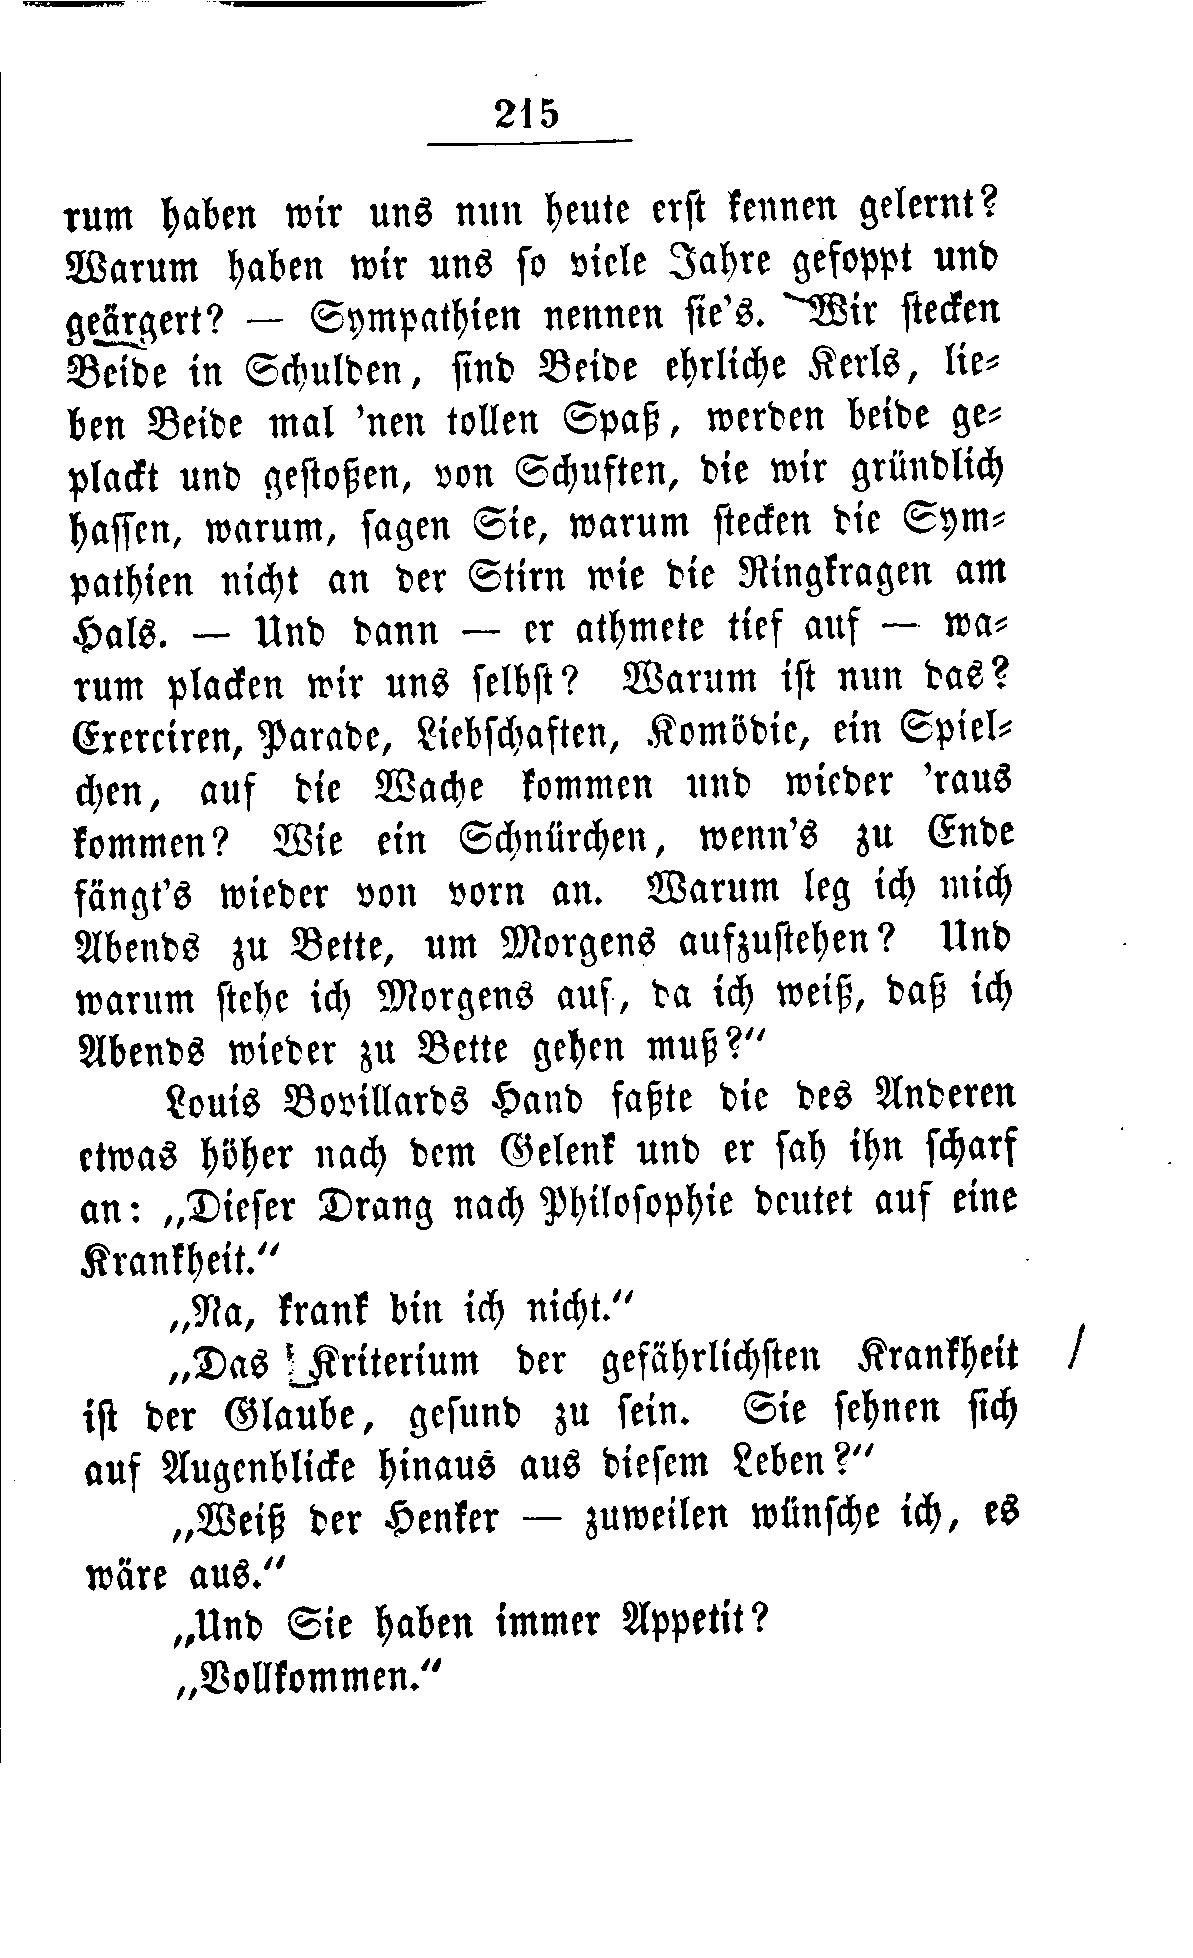 215
rum haben wir uns nun heute erst kennen gelernt?
Warum haben wir uns so viele Jahre gefoppt und
geärgert? — Sympathien nennen sie's. Wir stecken
Beide in Schulden, sind Beide ehrliche Kerls, lie-
ben Beide mal 'nen tollen Spaß, werden beide ge-
plackt und gestoßen, von Schuften, die wir gründlich
hassen, warum, sagen Sie, warum stecken die Sym-
pathien nicht an der Stirn wie die Ringkragen am
Hals. — Und dann — er athmete tief auf — wa-
rum placken wir uns selbst? Warum ist nun das?
Exerciren, Parade, Liebschaften, Komödie, ein Spiel-
chen, auf die Wache kommen und wieder 'raus
kommen? Wie ein Schnürchen, wenn's zu Ende
fängt's wieder von vorn an. Warum leg ich mich
Abends zu Bette, um Morgens aufzustehen? Und
warum stehe ich Morgens auf, da ich weiß, daß ich
Abends wieder zu Bette gehen muß?“
Louis Bovillards Hand faßte die des Anderen
etwas höher nach dem Gelenk und er sah ihn scharf
an: „Dieser Drang nach Philosophie deutet auf eine
Krankheit.“
„Na, krank bin ich nicht.“
„Das Kriterium der gefährlichsten Krankheit
ist der Glaube, gesund zu sein. Sie sehnen sich
auf Augenblicke hinaus aus diesem Leben?“
„Weiß der Henker — zuweilen wünsche ich, es
wäre aus.“
„Und Sie haben immer Appetit?
„Vollkommen.“